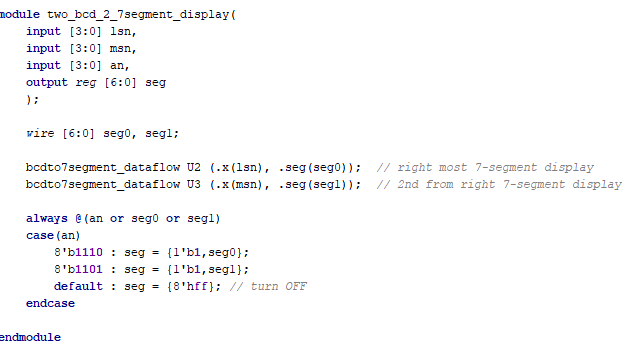 module two_bcd_2_7segment_display(
input [3:0] lsn,
input [3:0] msn,
input [3:0] an,
output reg [6:0] seg
);
wire [6:0] seg0, seg1;
bcdto7segment_dataflow U2 (.x(lsn), .seg(seg0)); // right most 7-segment display
bcdto7segment_dataflow U3 (.x(msn), .seg(seg1)); // 2nd from right 7-segment display
always @(an or seg0 or seg1)
case(an)
8'b1110 : seg = {1'b1,seg0};
8'b1101 : seg = {1'b1,seg1};
default : seg = {8'hff}; // turn OFF
endcase
endmodule